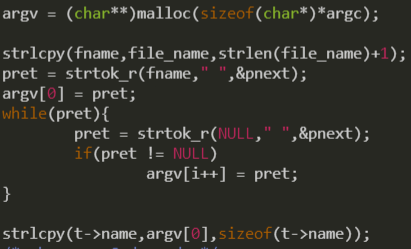 argv = (char**)malloc(sizeof(char*)*argc);
strlcpy(fname,file_name,strlen(file_name)+1);
pret = strtok_r(fname," ",&pnext);
argv[0] = pret;
while(pret){
pret = strtok_r(NULL," ",&pnext);
if(pret != NULL)
argv[i++] = pret;
}
strlcpy(t->name,argv[0],sizeof(t->name));